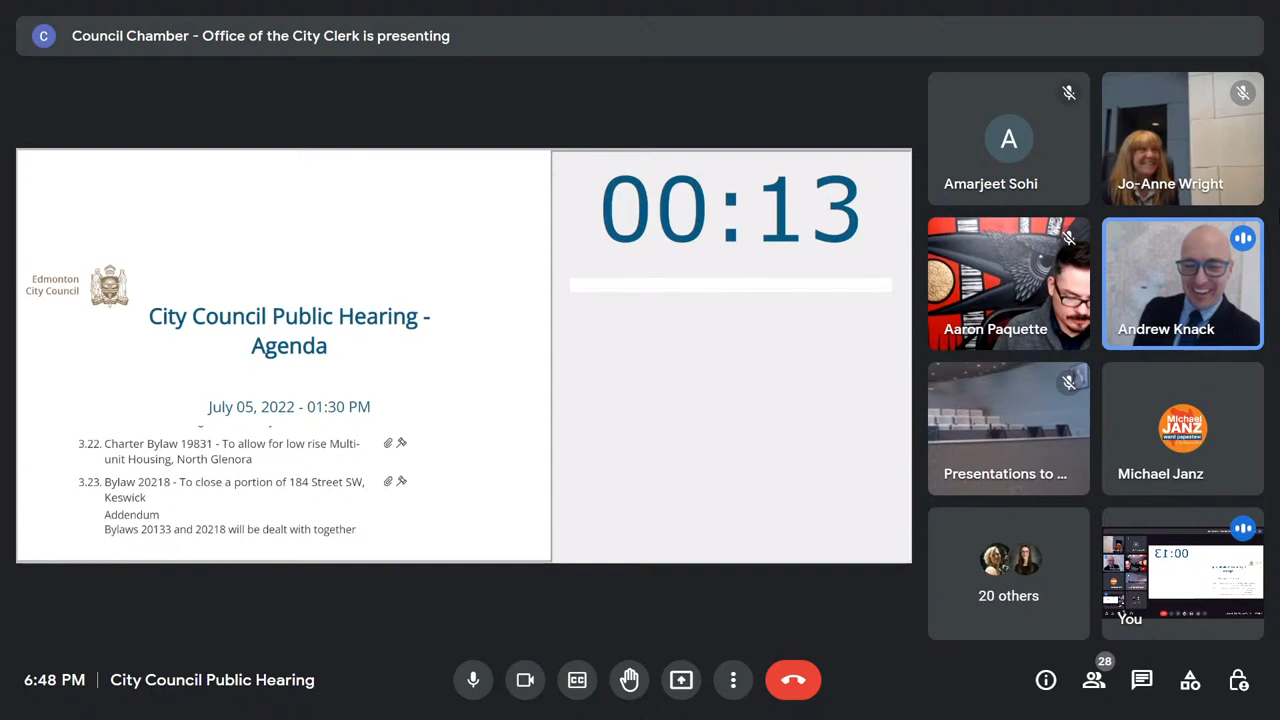 C
Council Chamber - Office of the City Clerk is presenting
Edmonton
City Council
City Council Public Hearing -
Agenda
July 05, 2022 - 01:30 PM
3.22. Charter Bylaw 19831 - To allow for low rise Multi-
unit Housing, North Glenora
3.23. Bylaw 20218 - To close a portion of 184 Street SW,
Keswick
Addendum
Bylaws 20133 and 20218 will be dealt with together
00:13
A
Amarjeet Sohi
Jo-Anne Wright
Aaron Paquette
Andrew Knack
Presentations to ...
Michael
JANZ
ward papastew
Michael Janz
20 others
00:13
You
6:48 PM
City Council Public Hearing
28